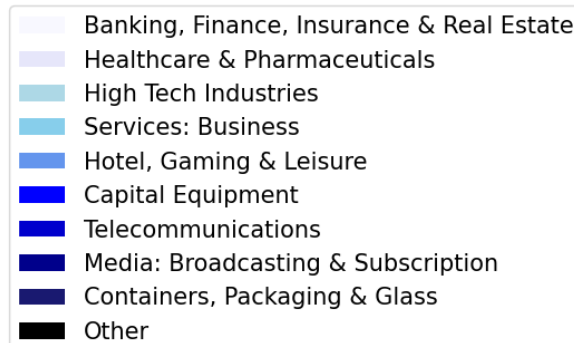 Banking, Finance, Insurance & Real Estate
Healthcare & Pharmaceuticals
High Tech Industries
Services: Business
Hotel, Gaming & Leisure
Capital Equipment
Telecommunications
Media: Broadcasting & Subscription
Containers, Packaging & Glass
Other